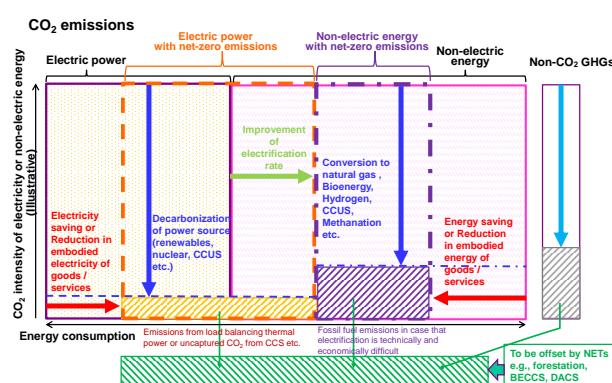 CO₂ emissions
Electric power
with net-zero emissions
Non-electric energy
with net-zero emissions
Electric power
Non-electric
energy
Non-CO₂ GHGs
CO₂ intensity of electricity or non-electric energy
(Illustrative)
Improvement
of
electrification
rate
Conversion to
natural gas ,
Bioenergy,
Hydrogen,
CCUS,
Methanation
etc.
Electricity
saving or
Reduction in
embodied
electricity of
goods /
services
Decarbonization
of power source
(renewables,
nuclear, CCUS
etc.)
Energy saving
or Reduction
in embodied
energy of
goods /
services
Energy consumption
Emissions from load balancing thermal
power or uncaptured CO₂ from CCS etc.
Fossil fuel emissions in case that
electrification is technically and
economically difficult
To be offset by NETs
e.g., forestation,
BECCS, DACS